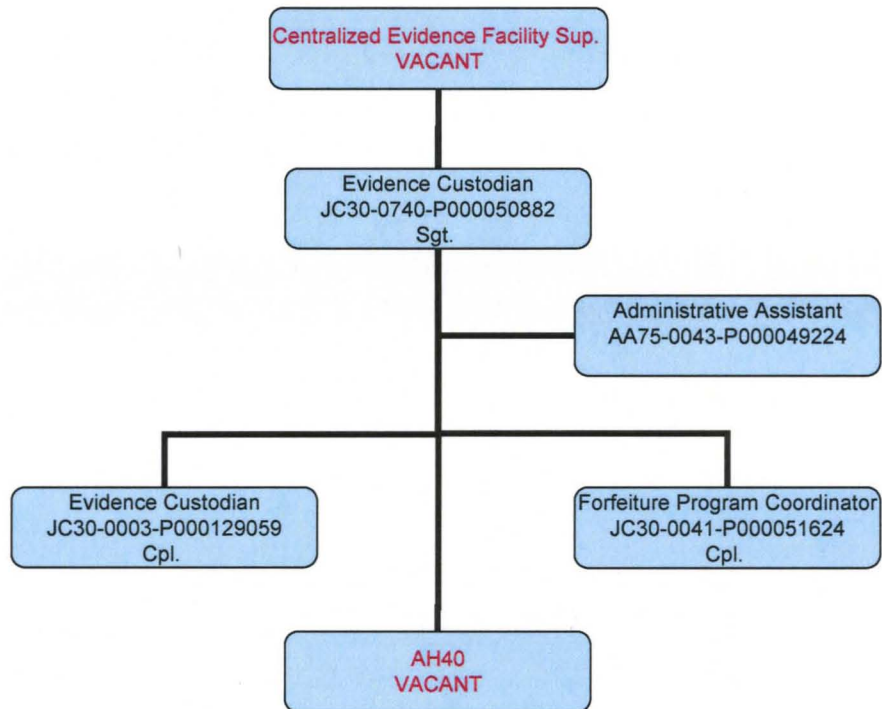 Centralized Evidence Facility Sup.
VACANT
Evidence Custodian
JC30-0740-P000050882
Sgt.
Administrative Assistant
AA75-0043-P000049224
Evidence Custodian
JC30-0003-P000129059
Cpl.
Forfeiture Program Coordinator
JC30-0041-P000051624
Cpl.
AH40
VACANT